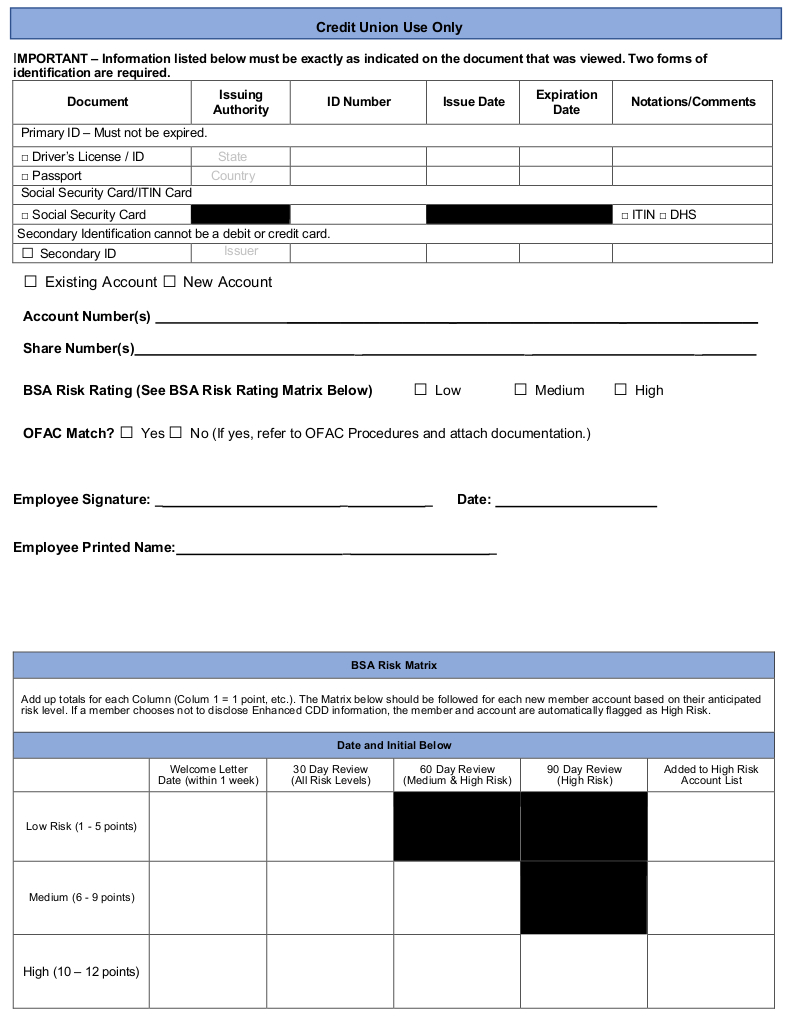 Credit Union Use Only
IMPORTANT – Information listed below must be exactly as indicated on the document that was viewed. Two forms of
identification are required.
Document Issuing Authority ID Number Issue Date Expiration Date Notations/Comments
Primary ID – Must not be expired.
□ Driver's License / ID State
□ Passport Country
Social Security Card/ITIN Card
□ Social Security Card □ ITIN □ DHS
Secondary Identification cannot be a debit or credit card.
☐ Secondary ID Issuer
☐ Existing Account ☐ New Account
Account Number(s)
Share Number(s)
BSA Risk Rating (See BSA Risk Rating Matrix Below) ☐ Low ☐ Medium ☐ High
OFAC Match? ☐ Yes ☐ No (If yes, refer to OFAC Procedures and attach documentation.)
Employee Signature: Date:
Employee Printed Name:
BSA Risk Matrix
Add up totals for each Column (Colum 1 = 1 point, etc.). The Matrix below should be followed for each new member account based on their anticipated
risk level. If a member chooses not to disclose Enhanced CDD information, the member and account are automatically flagged as High Risk.
Date and Initial Below
Welcome Letter Date (within 1 week) 30 Day Review (All Risk Levels) 60 Day Review (Medium & High Risk) 90 Day Review (High Risk) Added to High Risk Account List
Low Risk (1 - 5 points)
Medium (6 - 9 points)
High (10 – 12 points)